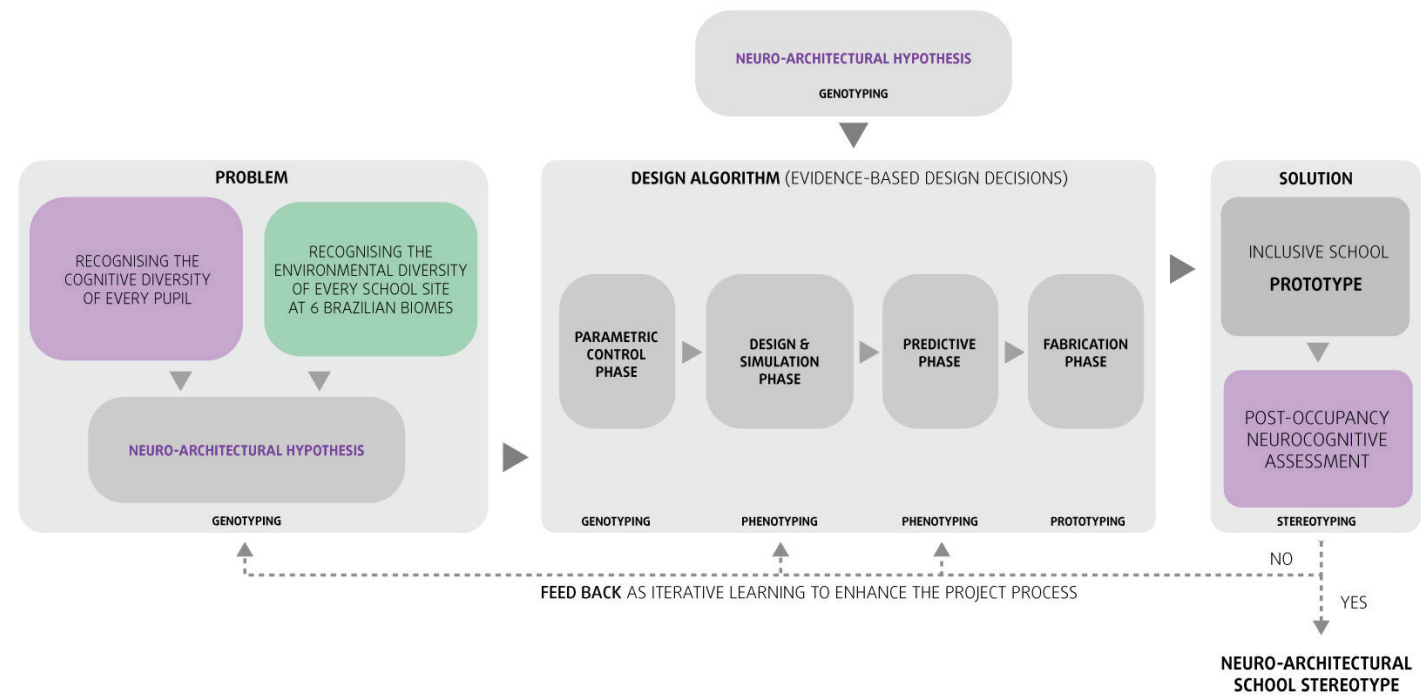 NEURO-ARCHITECTURAL HYPOTHESIS
GENOTYPING
PROBLEM
RECOGNISING THE
COGNITIVE DIVERSITY
OF EVERY PUPIL
RECOGNISING THE
ENVIRONMENTAL DIVERSITY
OF EVERY SCHOOL SITE
AT 6 BRAZILIAN BIOMES
NEURO-ARCHITECTURAL HYPOTHESIS
GENOTYPING
DESIGN ALGORITHM (EVIDENCE-BASED DESIGN DECISIONS)
PARAMETRIC
CONTROL
PHASE
DESIGN &
SIMULATION
PHASE
PREDICTIVE
PHASE
FABRICATION
PHASE
GENOTYPING
PHENOTYPING
PHENOTYPING
PROTOTYPING
SOLUTION
INCLUSIVE SCHOOL
PROTOTYPE
POST-OCCUPANCY
NEUROCOGNITIVE
ASSESSMENT
STEREOTYPING
NO
FEED BACK AS ITERATIVE LEARNING TO ENHANCE THE PROJECT PROCESS
YES
NEURO-ARCHITECTURAL
SCHOOL STEREOTYPE